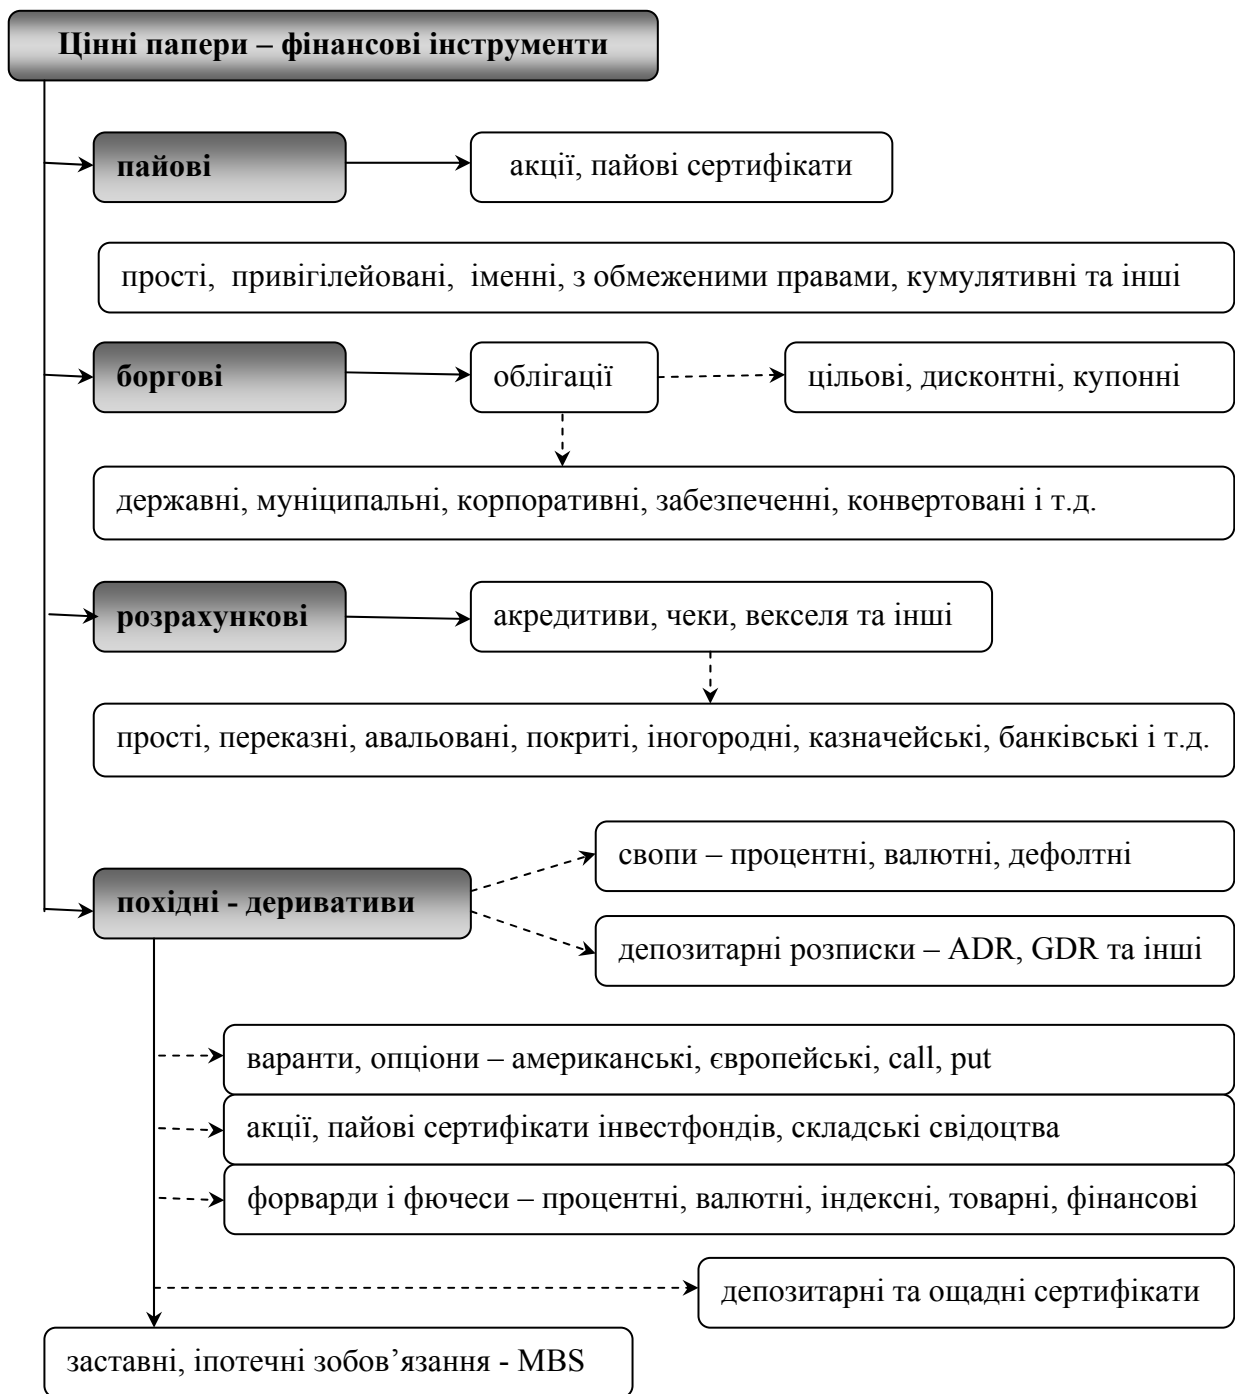 Цінні папери – фінансові інструменти
пайові
акції, пайові сертифікати
прості, привігілейовані, іменні, з обмеженими правами, кумулятивні та інші
боргові
облігації
цільові, дисконтні, купонні
державні, муніципальні, корпоративні, забезпеченні, конвертовані і т.д.
розрахункові
акредитиви, чеки, векселя та інші
прості, переказні, авальовані, покриті, іногородні, казначейські, банківські і т.д.
свопи – процентні, валютні, дефолтні
похідні - деривативи
депозитарні розписки – ADR, GDR та інші
варанти, опціони – американські, європейські, call, put
акції, пайові сертифікати інвестфондів, складські свідоцтва
форварди і фючеси – процентні, валютні, індексні, товарні, фінансові
депозитарні та ощадні сертифікати
заставні, іпотечні зобов’язання - MBS